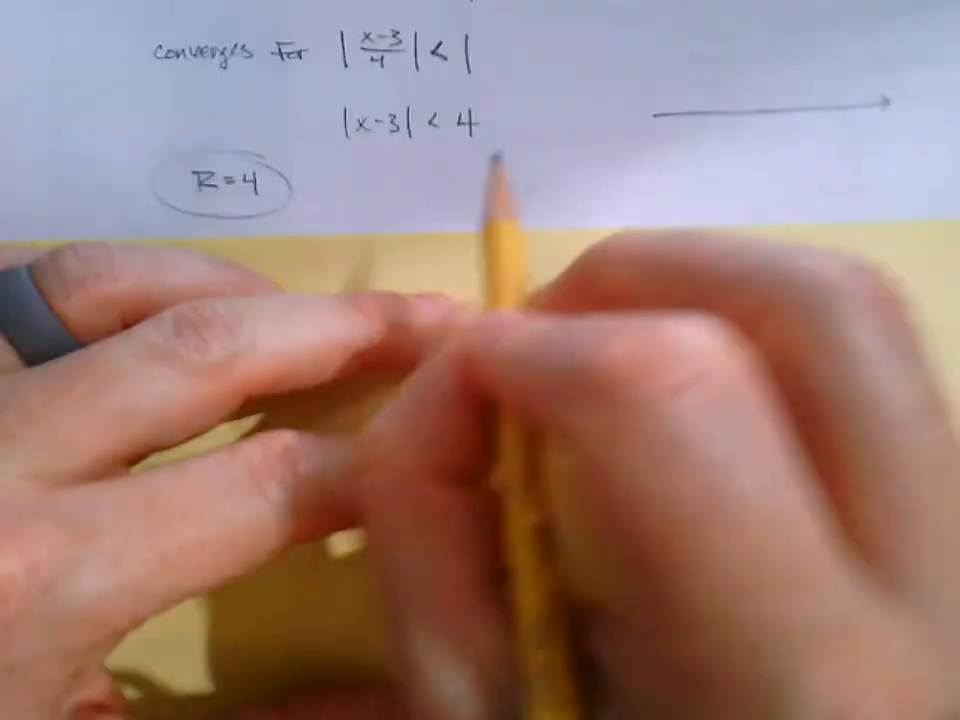 converges for |x-3/4| < 1
|x-3| < 4
R=4